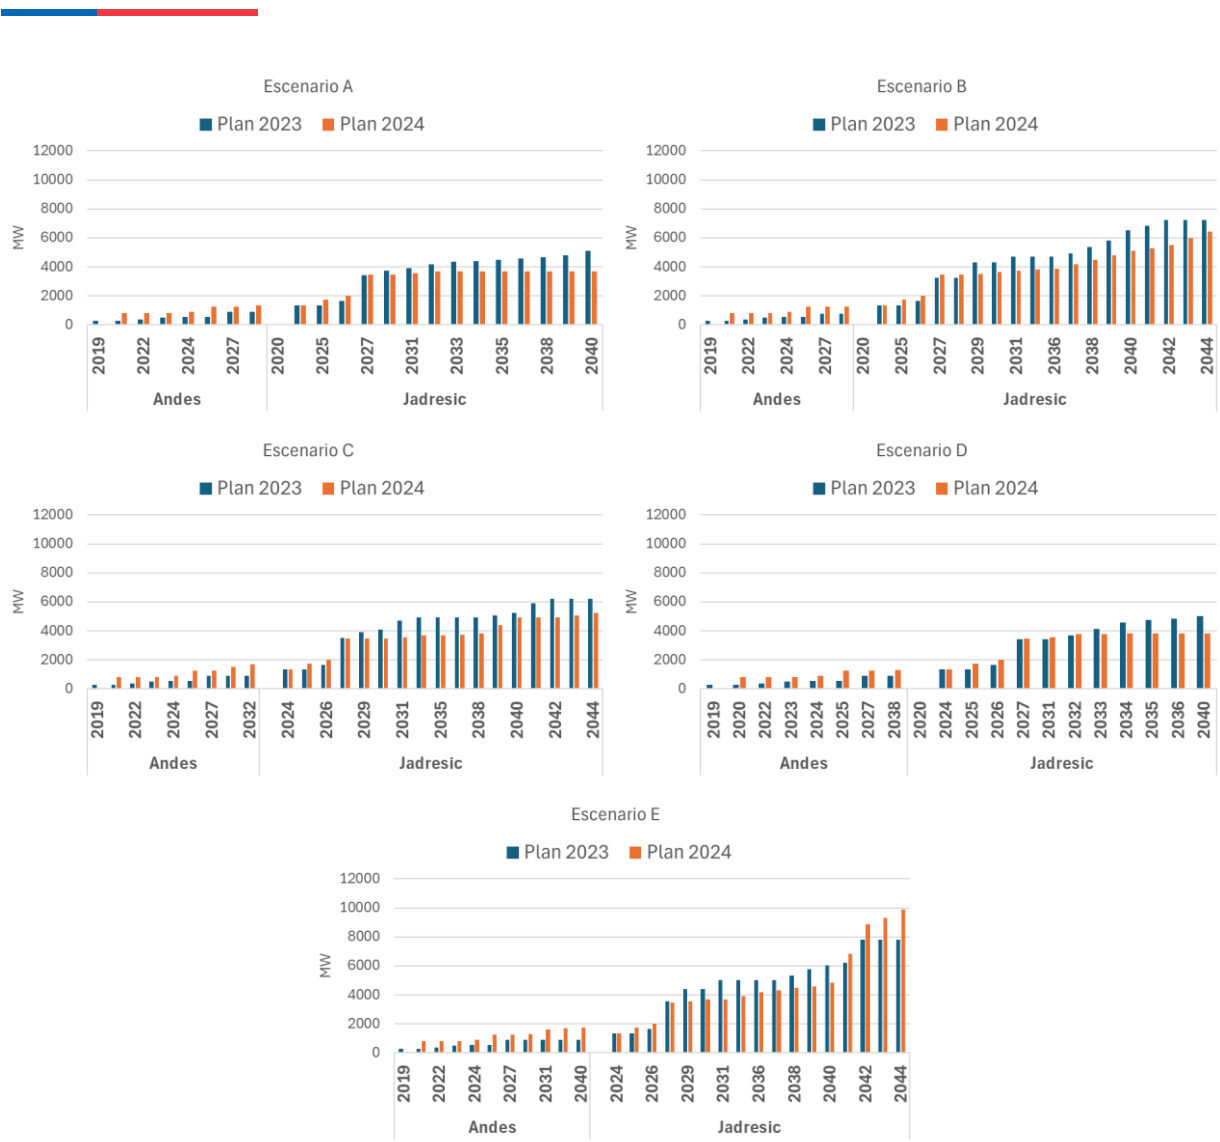 Escenario A
Plan 2023 Plan 2024
12000
10000
8000
6000
4000
2000
0
MW
2019 2022 2024 2027 2020 2025 2027 2031 2033 2035 2038 2040
Andes Jadresic
Escenario B
Plan 2023 Plan 2024
12000
10000
8000
6000
4000
2000
0
MW
2019 2022 2024 2027 2020 2025 2027 2029 2031 2036 2038 2040 2042 2044
Andes Jadresic
Escenario C
Plan 2023 Plan 2024
12000
10000
8000
6000
4000
2000
0
MW
2019 2022 2024 2027 2032 2024 2026 2029 2031 2035 2038 2040 2042 2044
Andes Jadresic
Escenario D
Plan 2023 Plan 2024
12000
10000
8000
6000
4000
2000
0
MW
2019 2020 2022 2023 2024 2025 2027 2038 2020 2024 2025 2026 2027 2031 2032 2033 2034 2035 2036 2040
Andes Jadresic
Escenario E
Plan 2023 Plan 2024
12000
10000
8000
6000
4000
2000
0
MW
2019 2022 2024 2027 2031 2040 2024 2026 2029 2031 2036 2038 2040 2042 2044
Andes Jadresic